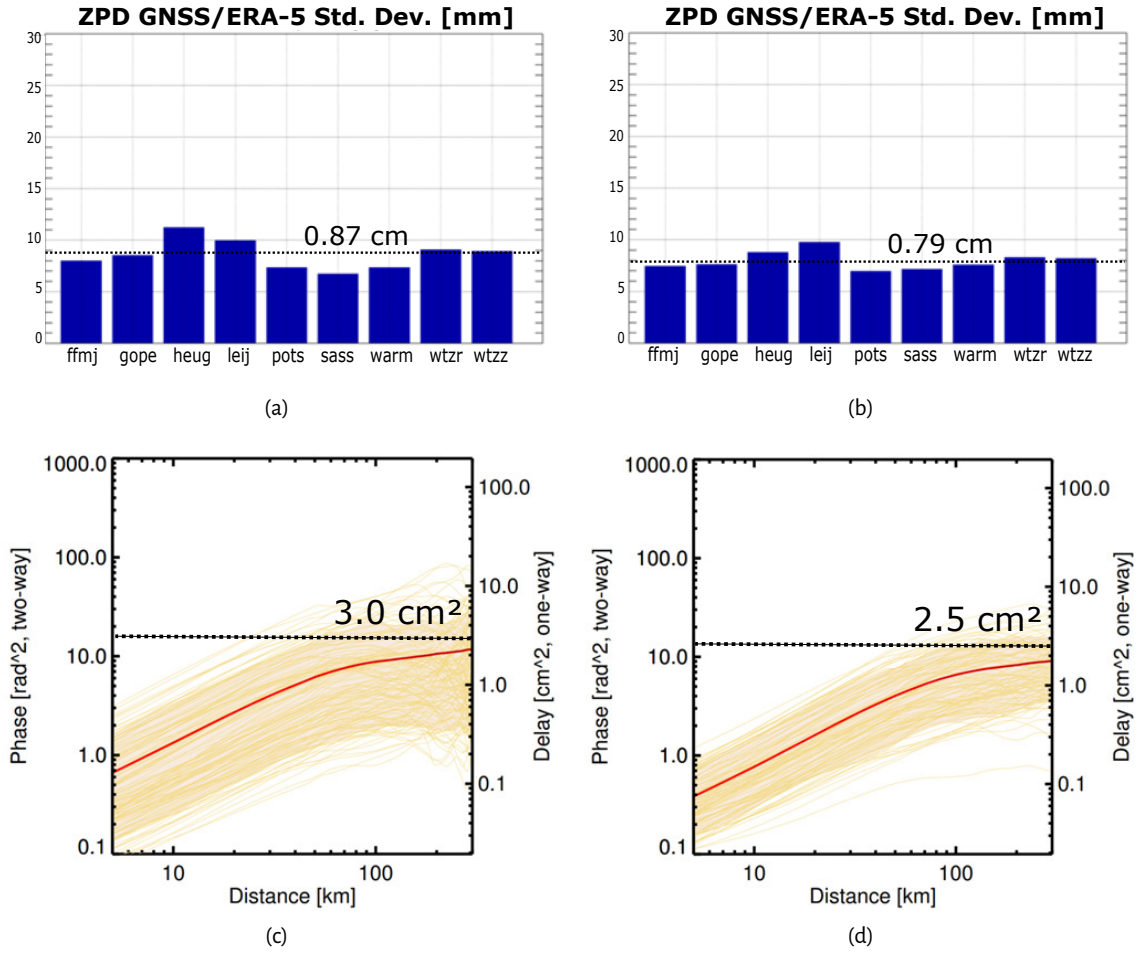 ZPD GNSS/ERA-5 Std. Dev. [mm]
30
25
20
15
10
5
0
0.87 cm
ffmj gope heug leij pots sass warm wtzr wtzz
(a)
ZPD GNSS/ERA-5 Std. Dev. [mm]
30
25
20
15
10
5
0
0.79 cm
ffmj gope heug leij pots sass warm wtzr wtzz
(b)
Phase [rad^2, two-way]
1000.0
100.0
10.0
1.0
0.1
3.0 cm²
100.0
10.0
1.0
0.1
Delay [cm^2, one-way]
10 100
Distance [km]
(c)
Phase [rad^2, two-way]
1000.0
100.0
10.0
1.0
0.1
2.5 cm²
100.0
10.0
1.0
0.1
Delay [cm^2, one-way]
10 100
Distance [km]
(d)